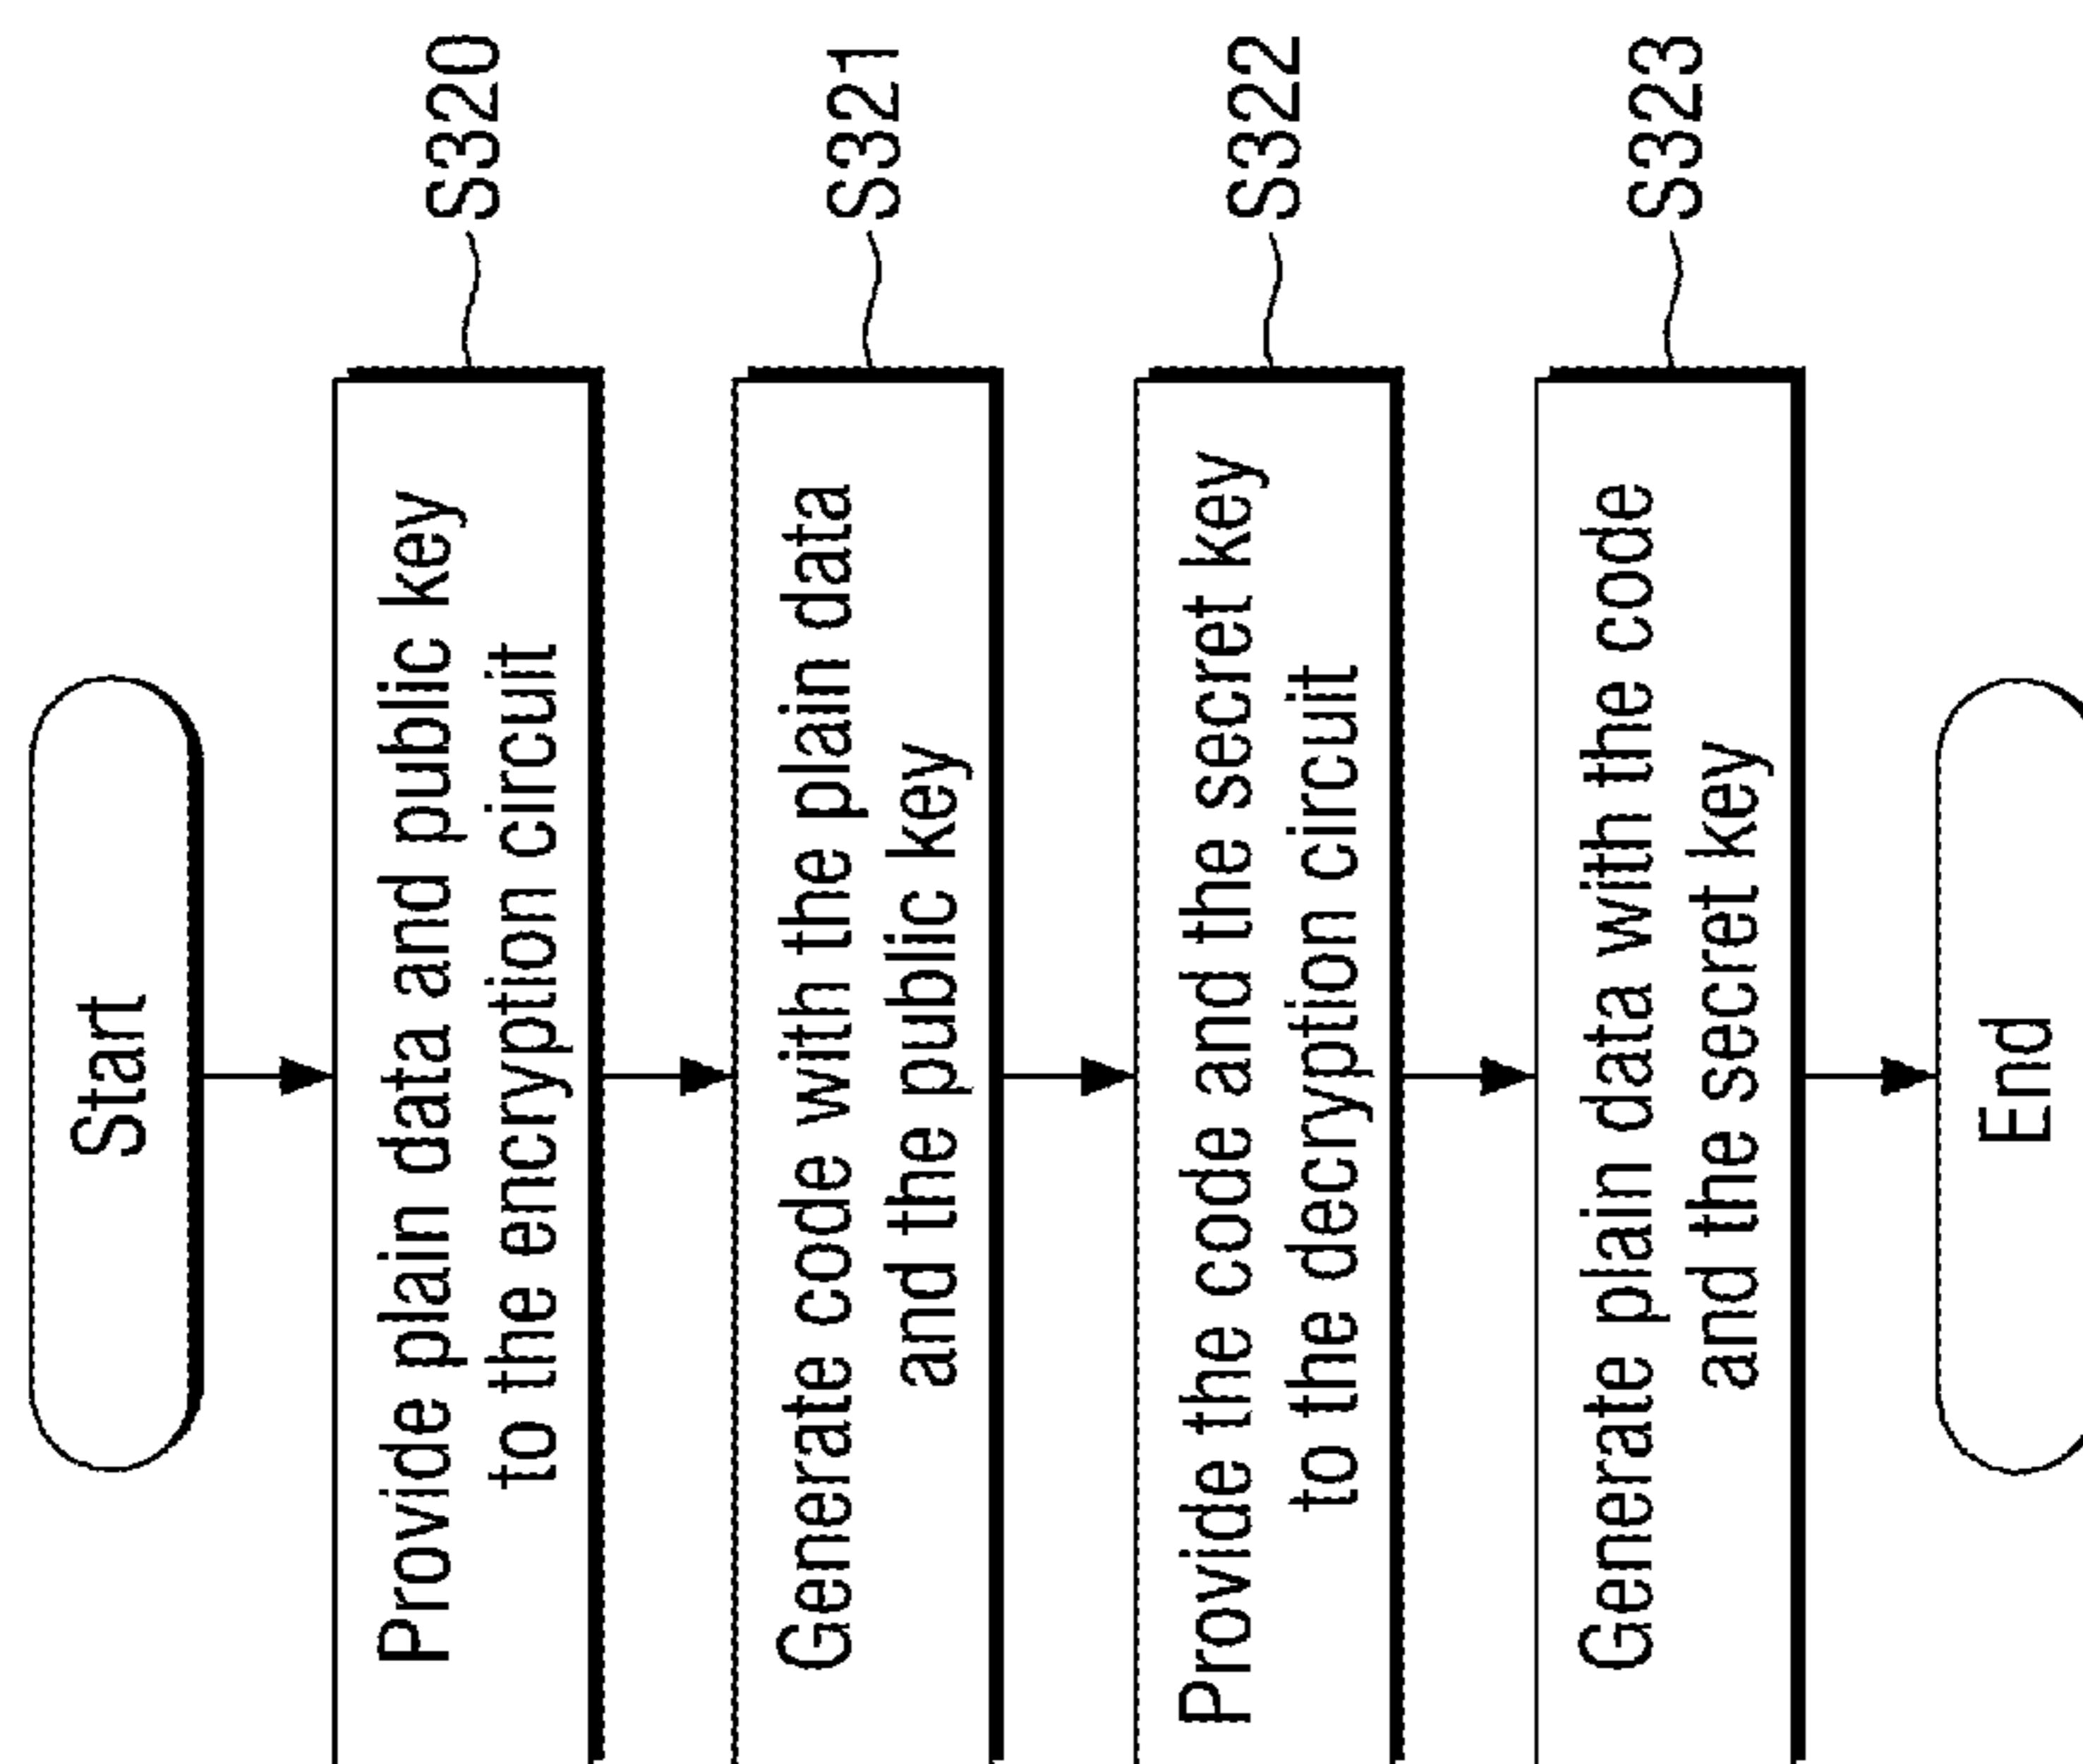 Start
Provide plain data and public key
to the encryption circuit
S320
Generate code with the plain data
and the public key
S321
Provide the code and the secret key
to the decryption circuit
S322
Generate plain data with the code
and the secret key
S323
End